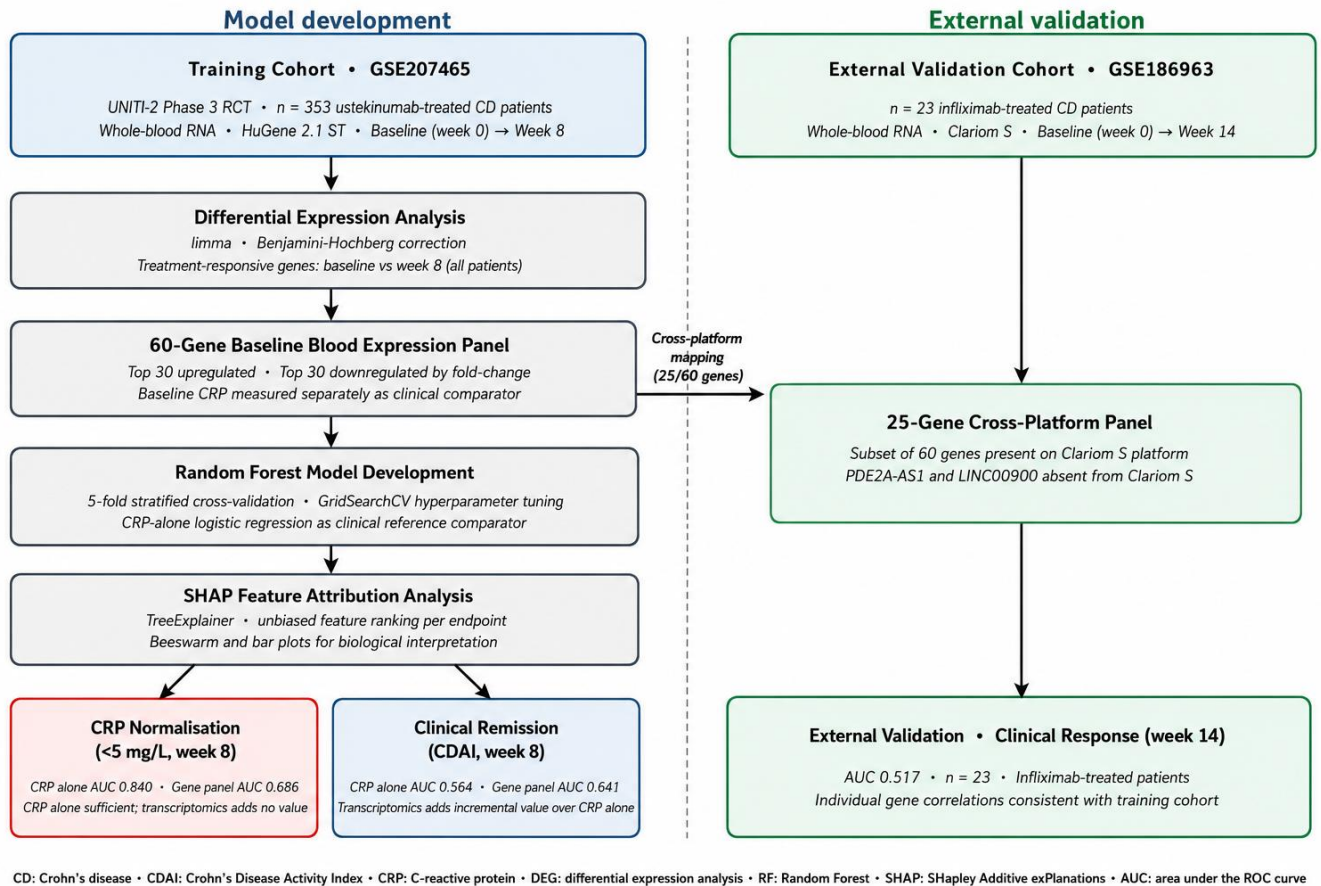 Model development
Training Cohort • GSE207465
UNITI-2 Phase 3 RCT • n = 353 ustekinumab-treated CD patients
Whole-blood RNA • HuGene 2.1 ST • Baseline (week 0) → Week 8
Differential Expression Analysis
limma • Benjamini-Hochberg correction
Treatment-responsive genes: baseline vs week 8 (all patients)
60-Gene Baseline Blood Expression Panel
Top 30 upregulated • Top 30 downregulated by fold-change
Baseline CRP measured separately as clinical comparator
Random Forest Model Development
5-fold stratified cross-validation • GridSearchCV hyperparameter tuning
CRP-alone logistic regression as clinical reference comparator
SHAP Feature Attribution Analysis
TreeExplainer • unbiased feature ranking per endpoint
Beeswarm and bar plots for biological interpretation
CRP Normalisation
(<5 mg/L, week 8)
CRP alone AUC 0.840 • Gene panel AUC 0.686
CRP alone sufficient; transcriptomics adds no value
Clinical Remission
(CDAI, week 8)
CRP alone AUC 0.564 • Gene panel AUC 0.641
Transcriptomics adds incremental value over CRP alone
Cross-platform
mapping
(25/60 genes)
External validation
External Validation Cohort • GSE186963
n = 23 infliximab-treated CD patients
Whole-blood RNA • Clariom S • Baseline (week 0) → Week 14
25-Gene Cross-Platform Panel
Subset of 60 genes present on Clariom S platform
PDE2A-AS1 and LINC00900 absent from Clariom S
External Validation • Clinical Response (week 14)
AUC 0.517 • n = 23 • Infliximab-treated patients
Individual gene correlations consistent with training cohort
CD: Crohn's disease • CDAI: Crohn's Disease Activity Index • CRP: C-reactive protein • DEG: differential expression analysis • RF: Random Forest • SHAP: SHapley Additive exPlanations • AUC: area under the ROC curve